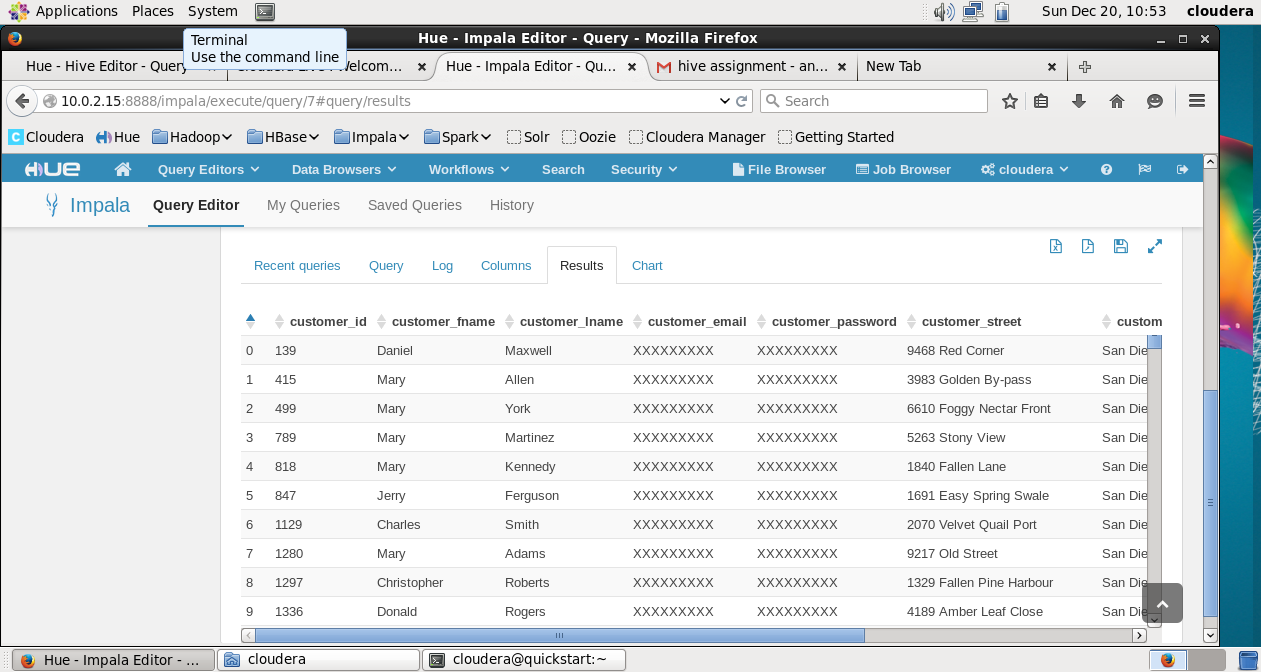 Applications Places System Sun Dec 20, 10:53 cloudera
Terminal
Use the command line
Hue - Impala Editor - Query - Mozilla Firefox
Hue - Hive Editor - Query Welcom... Hue - Impala Editor - Qu... hive assignment - an... New Tab
10.0.2.15:8888/impala/execute/query/7#query/results Search
Cloudera Hue Hadoop HBase Impala Spark Solr Oozie Cloudera Manager Getting Started
HUE Query Editors Data Browsers Workflows Search Security File Browser Job Browser cloudera
Impala Query Editor My Queries Saved Queries History
Recent queries Query Log Columns Results Chart
customer_id customer_fname customer_lname customer_email customer_password customer_street custom
0 139 Daniel Maxwell XXXXXXXXX XXXXXXXXX 9468 Red Corner San Die
1 415 Mary Allen XXXXXXXXX XXXXXXXXX 3983 Golden By-pass San Die
2 499 Mary York XXXXXXXXX XXXXXXXXX 6610 Foggy Nectar Front San Die
3 789 Mary Martinez XXXXXXXXX XXXXXXXXX 5263 Stony View San Die
4 818 Mary Kennedy XXXXXXXXX XXXXXXXXX 1840 Fallen Lane San Die
5 847 Jerry Ferguson XXXXXXXXX XXXXXXXXX 1691 Easy Spring Swale San Die
6 1129 Charles Smith XXXXXXXXX XXXXXXXXX 2070 Velvet Quail Port San Die
7 1280 Mary Adams XXXXXXXXX XXXXXXXXX 9217 Old Street San Die
8 1297 Christopher Roberts XXXXXXXXX XXXXXXXXX 1329 Fallen Pine Harbour San Die
9 1336 Donald Rogers XXXXXXXXX XXXXXXXXX 4189 Amber Leaf Close San Die
Hue - Impala Editor - ... cloudera cloudera@quickstart:~